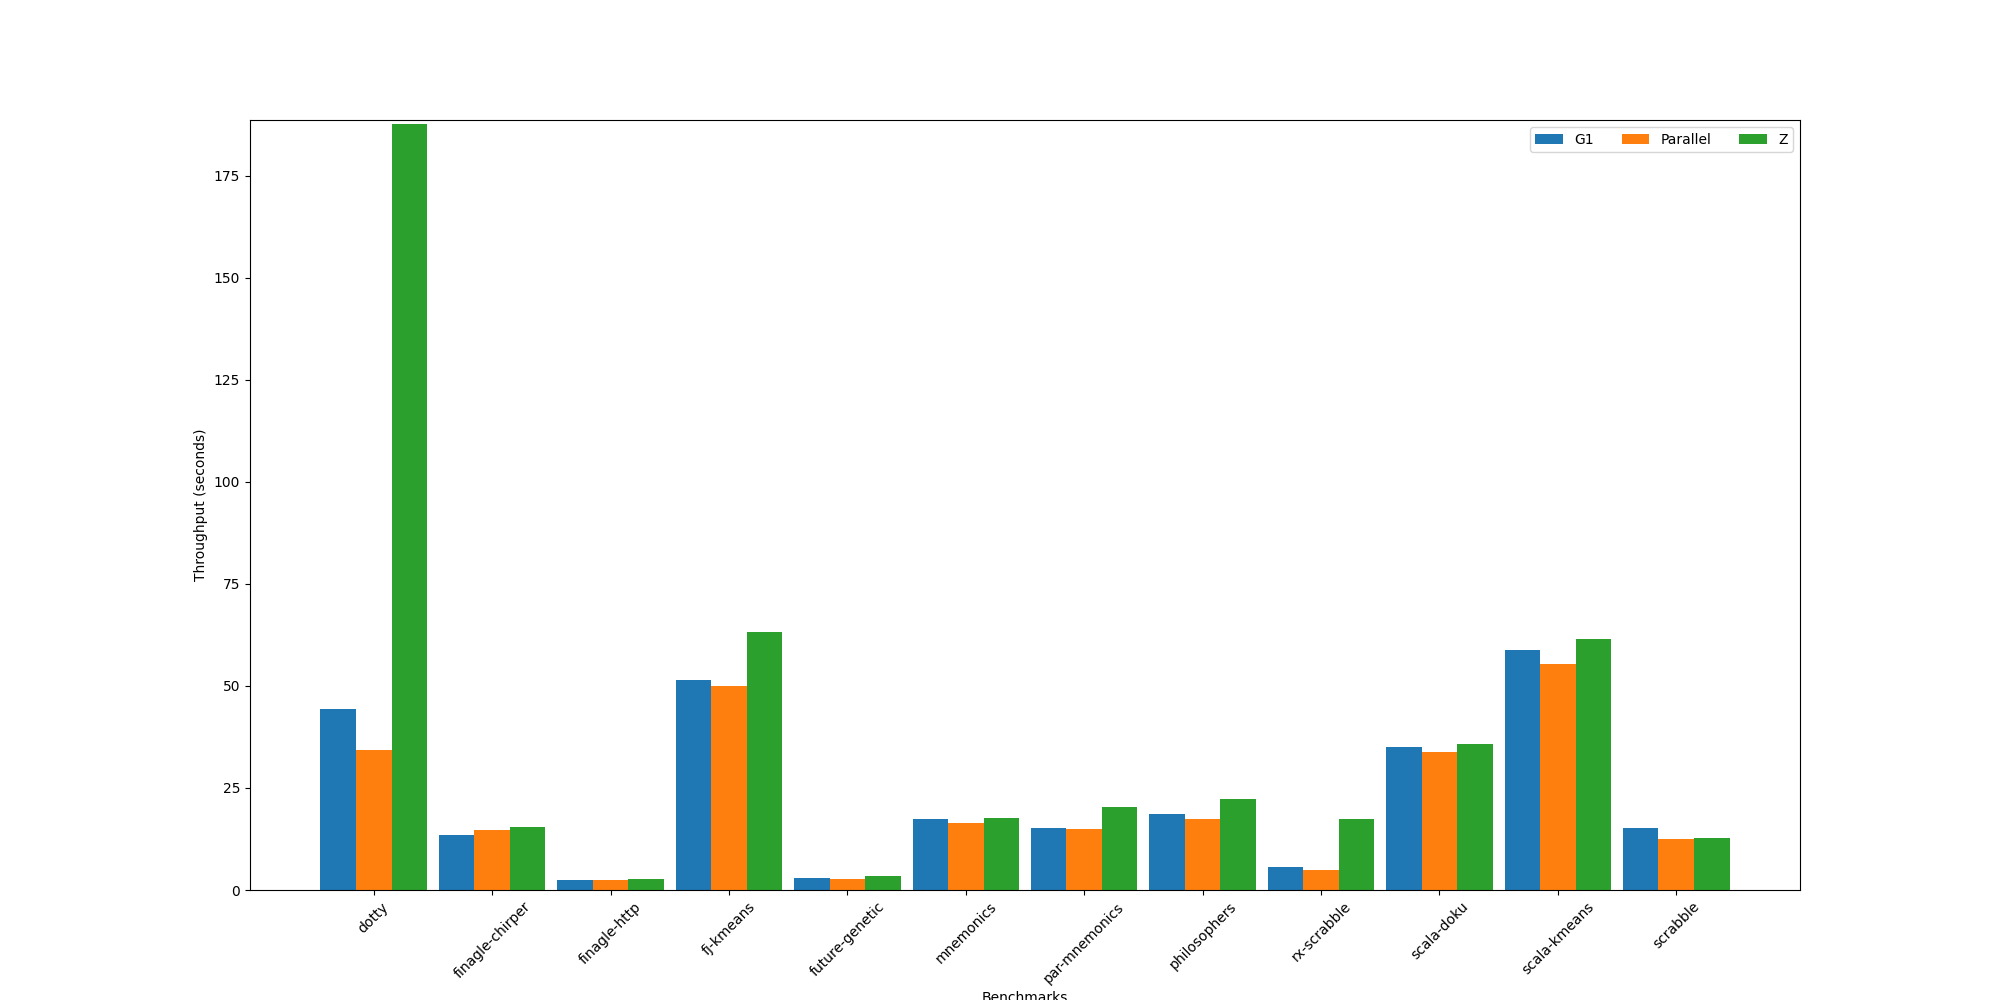 G1 Parallel Z
175
150
125
100
75
50
25
0
Throughput (seconds)
dotty
finagle-chirper
finagle-http
fj-kmeans
future-genetic
mnemonics
par-mnemonics
philosophers
rx-scrabble
scala-doku
scala-kmeans
scrabble
Benchmarks